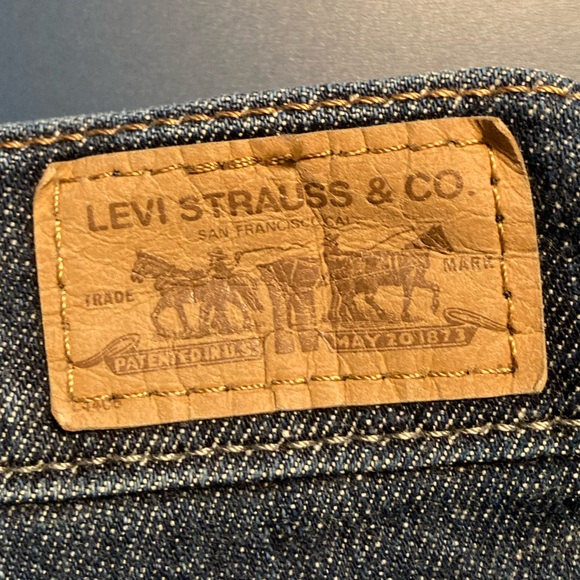 LEVI STRAUSS & CO.
SAN FRANCISCO CAL
TRADE MARK
PATENTED IN U.S. MAY 20 1873